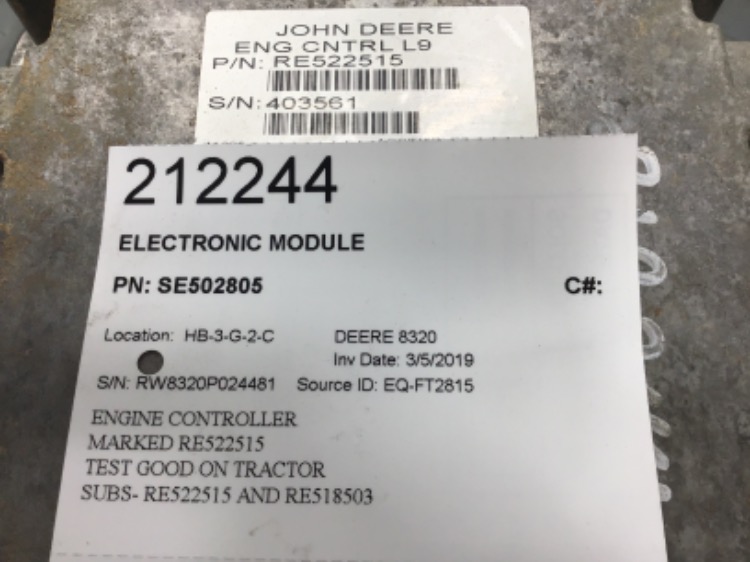 JOHN DEERE
ENG CNTRL L9
P/N: RE522515
S/N: 403561
212244
ELECTRONIC MODULE
PN: SE502805 C#:
Location: HB-3-G-2-C DEERE 8320
Inv Date: 3/5/2019
S/N: RW8320P024481 Source ID: EQ-FT2815
ENGINE CONTROLLER
MARKED RE522515
TEST GOOD ON TRACTOR
SUBS- RE522515 AND RE518503